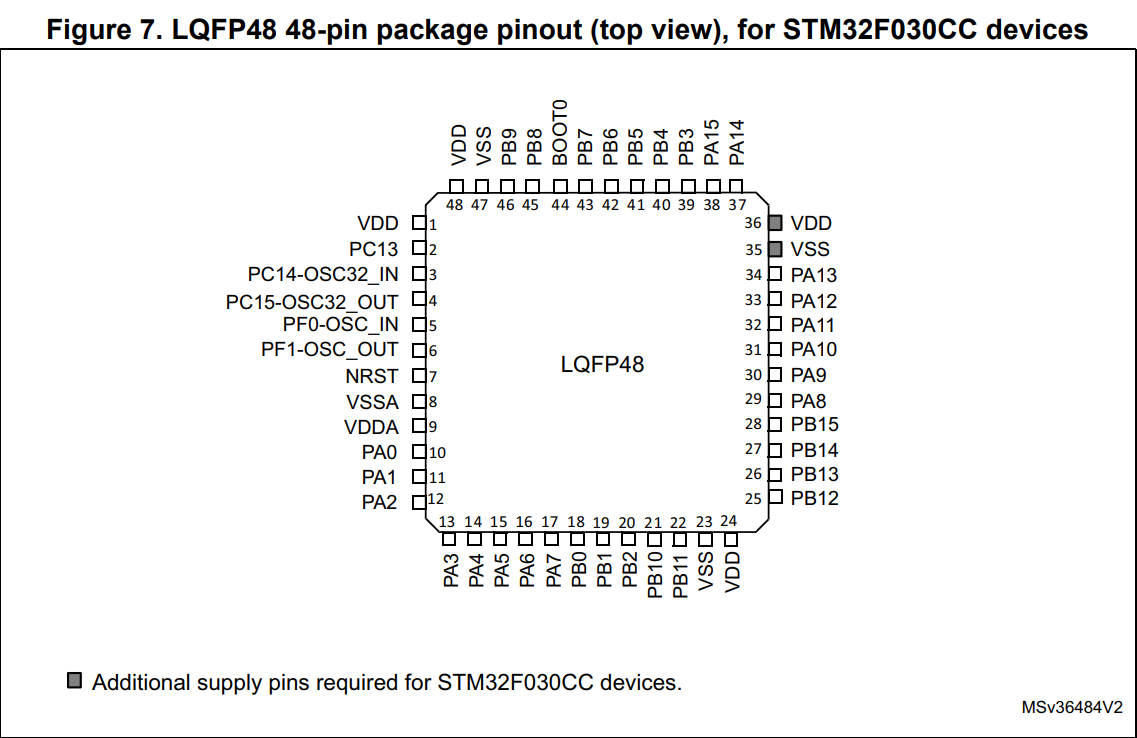 Figure 7. LQFP48 48-pin package pinout (top view), for STM32F030CC devices
VDD VSS PB9 PB8 BOOT0 PB7 PB6 PB5 PB4 PB3 PA15 PA14
48 47 46 45 44 43 42 41 40 39 38 37
VDD 1 36 VDD
PC13 2 35 VSS
PC14-OSC32_IN 3 34 PA13
PC15-OSC32_OUT 4 33 PA12
PF0-OSC_IN 5 32 PA11
PF1-OSC_OUT 6 31 PA10
LQFP48
NRST 7 30 PA9
VSSA 8 29 PA8
VDDA 9 28 PB15
PA0 10 27 PB14
PA1 11 26 PB13
PA2 12 25 PB12
13 14 15 16 17 18 19 20 21 22 23 24
PA3 PA4 PA5 PA6 PA7 PB0 PB1 PB2 PB10 PB11 VSS VDD
Additional supply pins required for STM32F030CC devices.
MSv36484V2